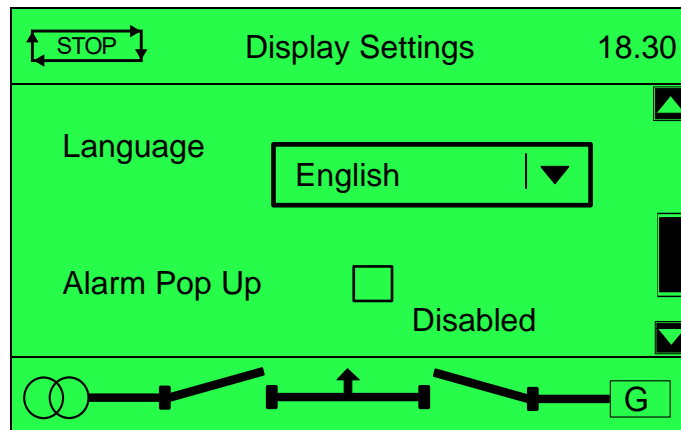 STOP Display Settings 18.30
Language
English
Alarm Pop Up
Disabled
G